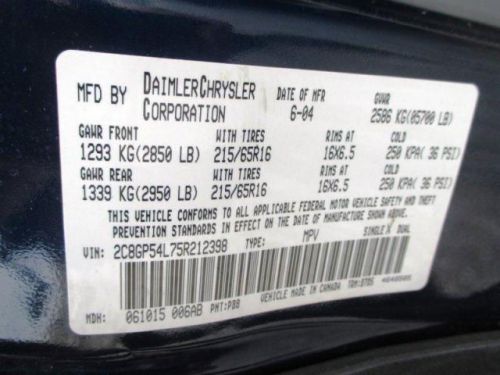 MFD BY DAIMLERCHRYSLER CORPORATION DATE OF MFR 6-04 GVWR 2586 KG(05700 LB)
GAWR FRONT WITH TIRES RIMS AT COLD
1293 KG(2850 LB) 215/65R16 16X6.5 250 KPA( 36 PSI)
GAWR REAR WITH TIRES RIMS AT COLD
1339 KG(2950 LB) 215/65R16 16X6.5 250 KPA( 36 PSI)
THIS VEHICLE CONFORMS TO ALL APPLICABLE FEDERAL MOTOR VEHICLE SAFETY AND THEFT
PREVENTION STANDARDS IN EFFECT ON THE DATE OF MANUFACTURE SHOWN ABOVE.
VIN: 2C8GP54L75R212398 TYPE: MPV SINGLE X DUAL
VEHICLE MADE IN CANADA
MDH: 061015 006AB PNT:PBB